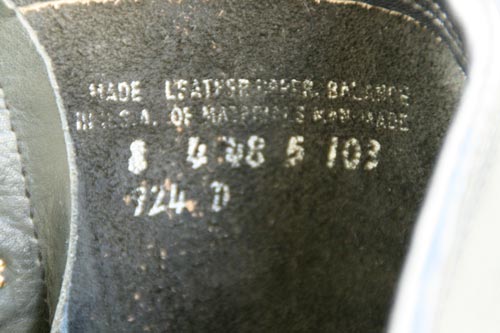 MADE LEATHER UPPER. BALANCE
IN U.S.A. OF MATERIALS MAN MADE
8 4 48 5 103
724 D